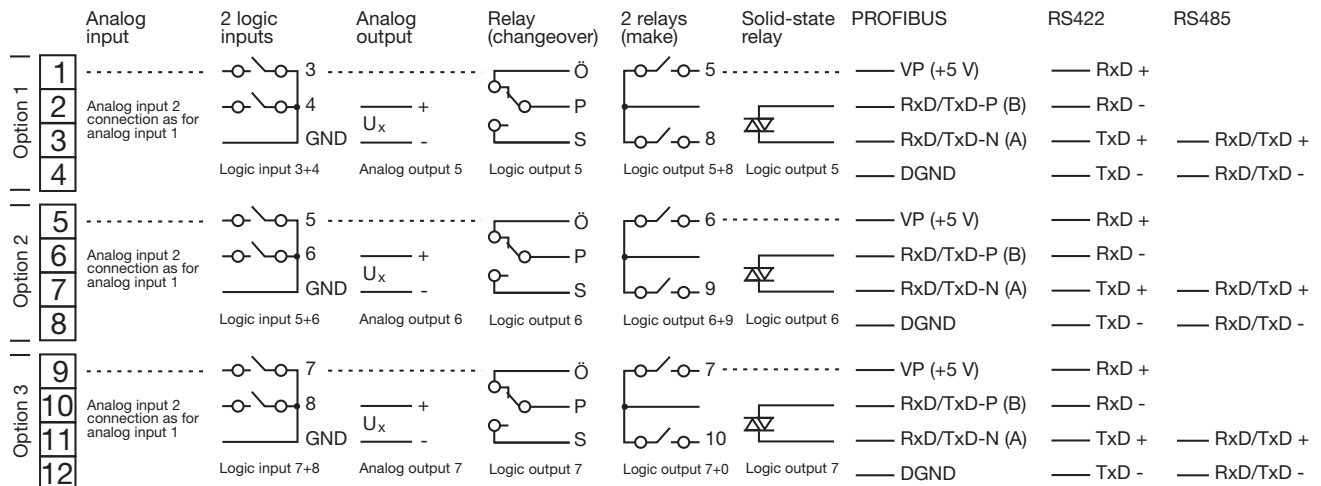 Analog input 2 logic inputs Analog output Relay (changeover) 2 relays (make) Solid-state relay PROFIBUS RS422 RS485
Option 1
1 3 Ö 5 VP (+5 V) RxD +
2 Analog input 2 connection as for analog input 1 4 + P RxD/TxD-P (B) RxD -
Ux
3 GND - S 8 RxD/TxD-N (A) TxD + RxD/TxD +
4 Logic input 3+4 Analog output 5 Logic output 5 Logic output 5+8 Logic output 5 DGND TxD - RxD/TxD -
Option 2
5 5 Ö 6 VP (+5 V) RxD +
6 Analog input 2 connection as for analog input 1 6 + P RxD/TxD-P (B) RxD -
Ux
7 GND - S 9 RxD/TxD-N (A) TxD + RxD/TxD +
8 Logic input 5+6 Analog output 6 Logic output 6 Logic output 6+9 Logic output 6 DGND TxD - RxD/TxD -
Option 3
9 7 Ö 7 VP (+5 V) RxD +
10 Analog input 2 connection as for analog input 1 8 + P RxD/TxD-P (B) RxD -
Ux
11 GND - S 10 RxD/TxD-N (A) TxD + RxD/TxD +
12 Logic input 7+8 Analog output 7 Logic output 7 Logic output 7+0 Logic output 7 DGND TxD - RxD/TxD -